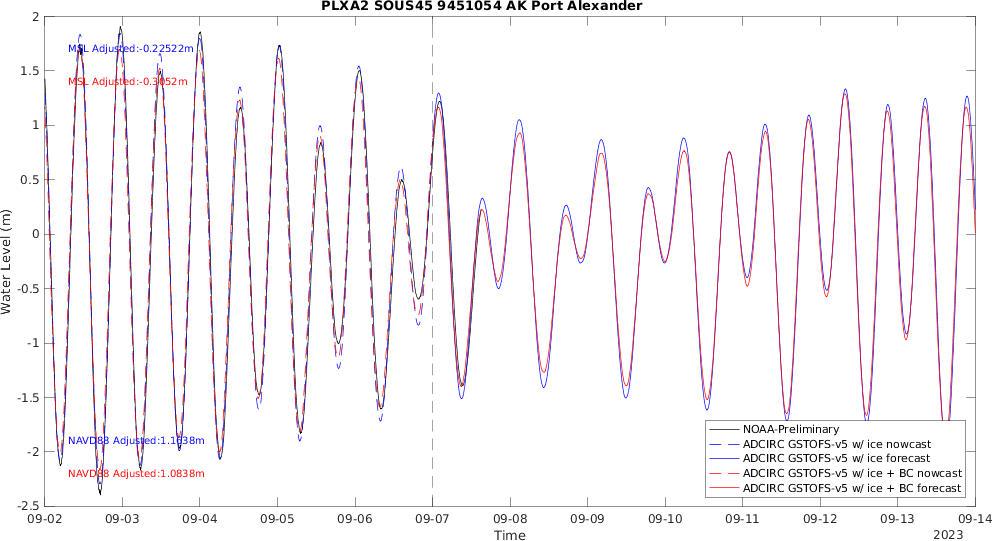 PLXA2 SOUS45 9451054 AK Port Alexander
2
1.5
1
0.5
0
-0.5
-1
-1.5
-2
-2.5
Water Level (m)
MSL Adjusted:-0.22522m
MSL Adjusted:-0.3052m
NAVD88 Adjusted:1.1638m
NAVD88 Adjusted:1.0838m
NOAA-Preliminary
ADCIRC GSTOFS-v5 w/ ice nowcast
ADCIRC GSTOFS-v5 w/ ice forecast
ADCIRC GSTOFS-v5 w/ ice + BC nowcast
ADCIRC GSTOFS-v5 w/ ice + BC forecast
09-02 09-03 09-04 09-05 09-06 09-07 09-08 09-09 09-10 09-11 09-12 09-13 09-14
Time
2023